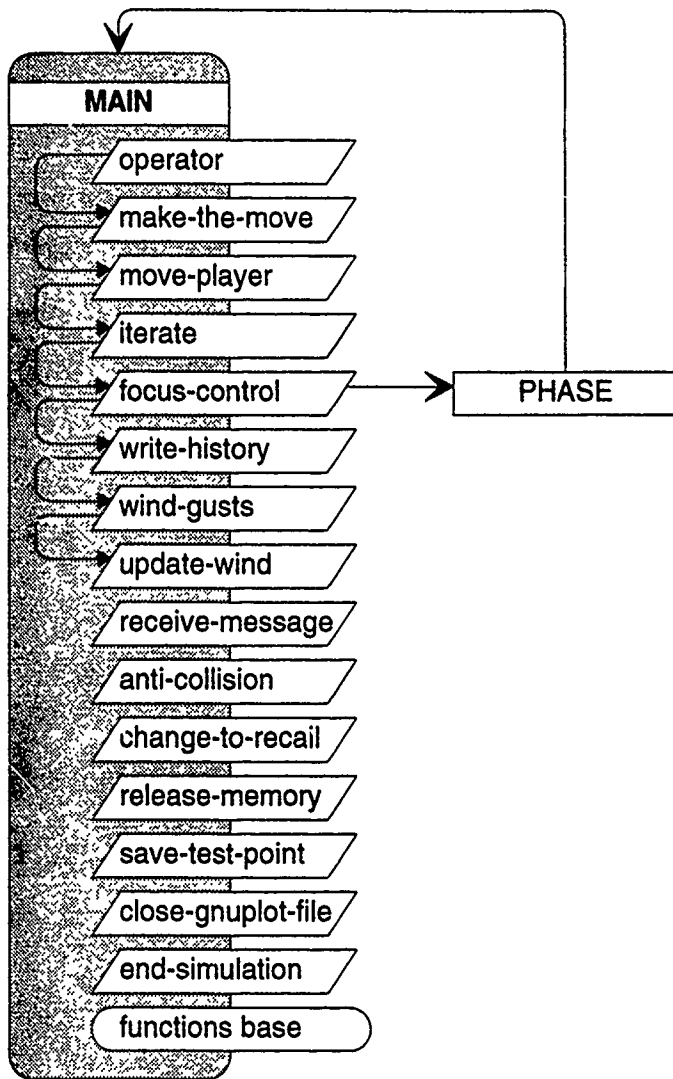 MAIN
operator
make-the-move
move-player
iterate
focus-control
PHASE
write-history
wind-gusts
update-wind
receive-message
anti-collision
change-to-recail
release-memory
save-test-point
close-gnuplot-file
end-simulation
functions base